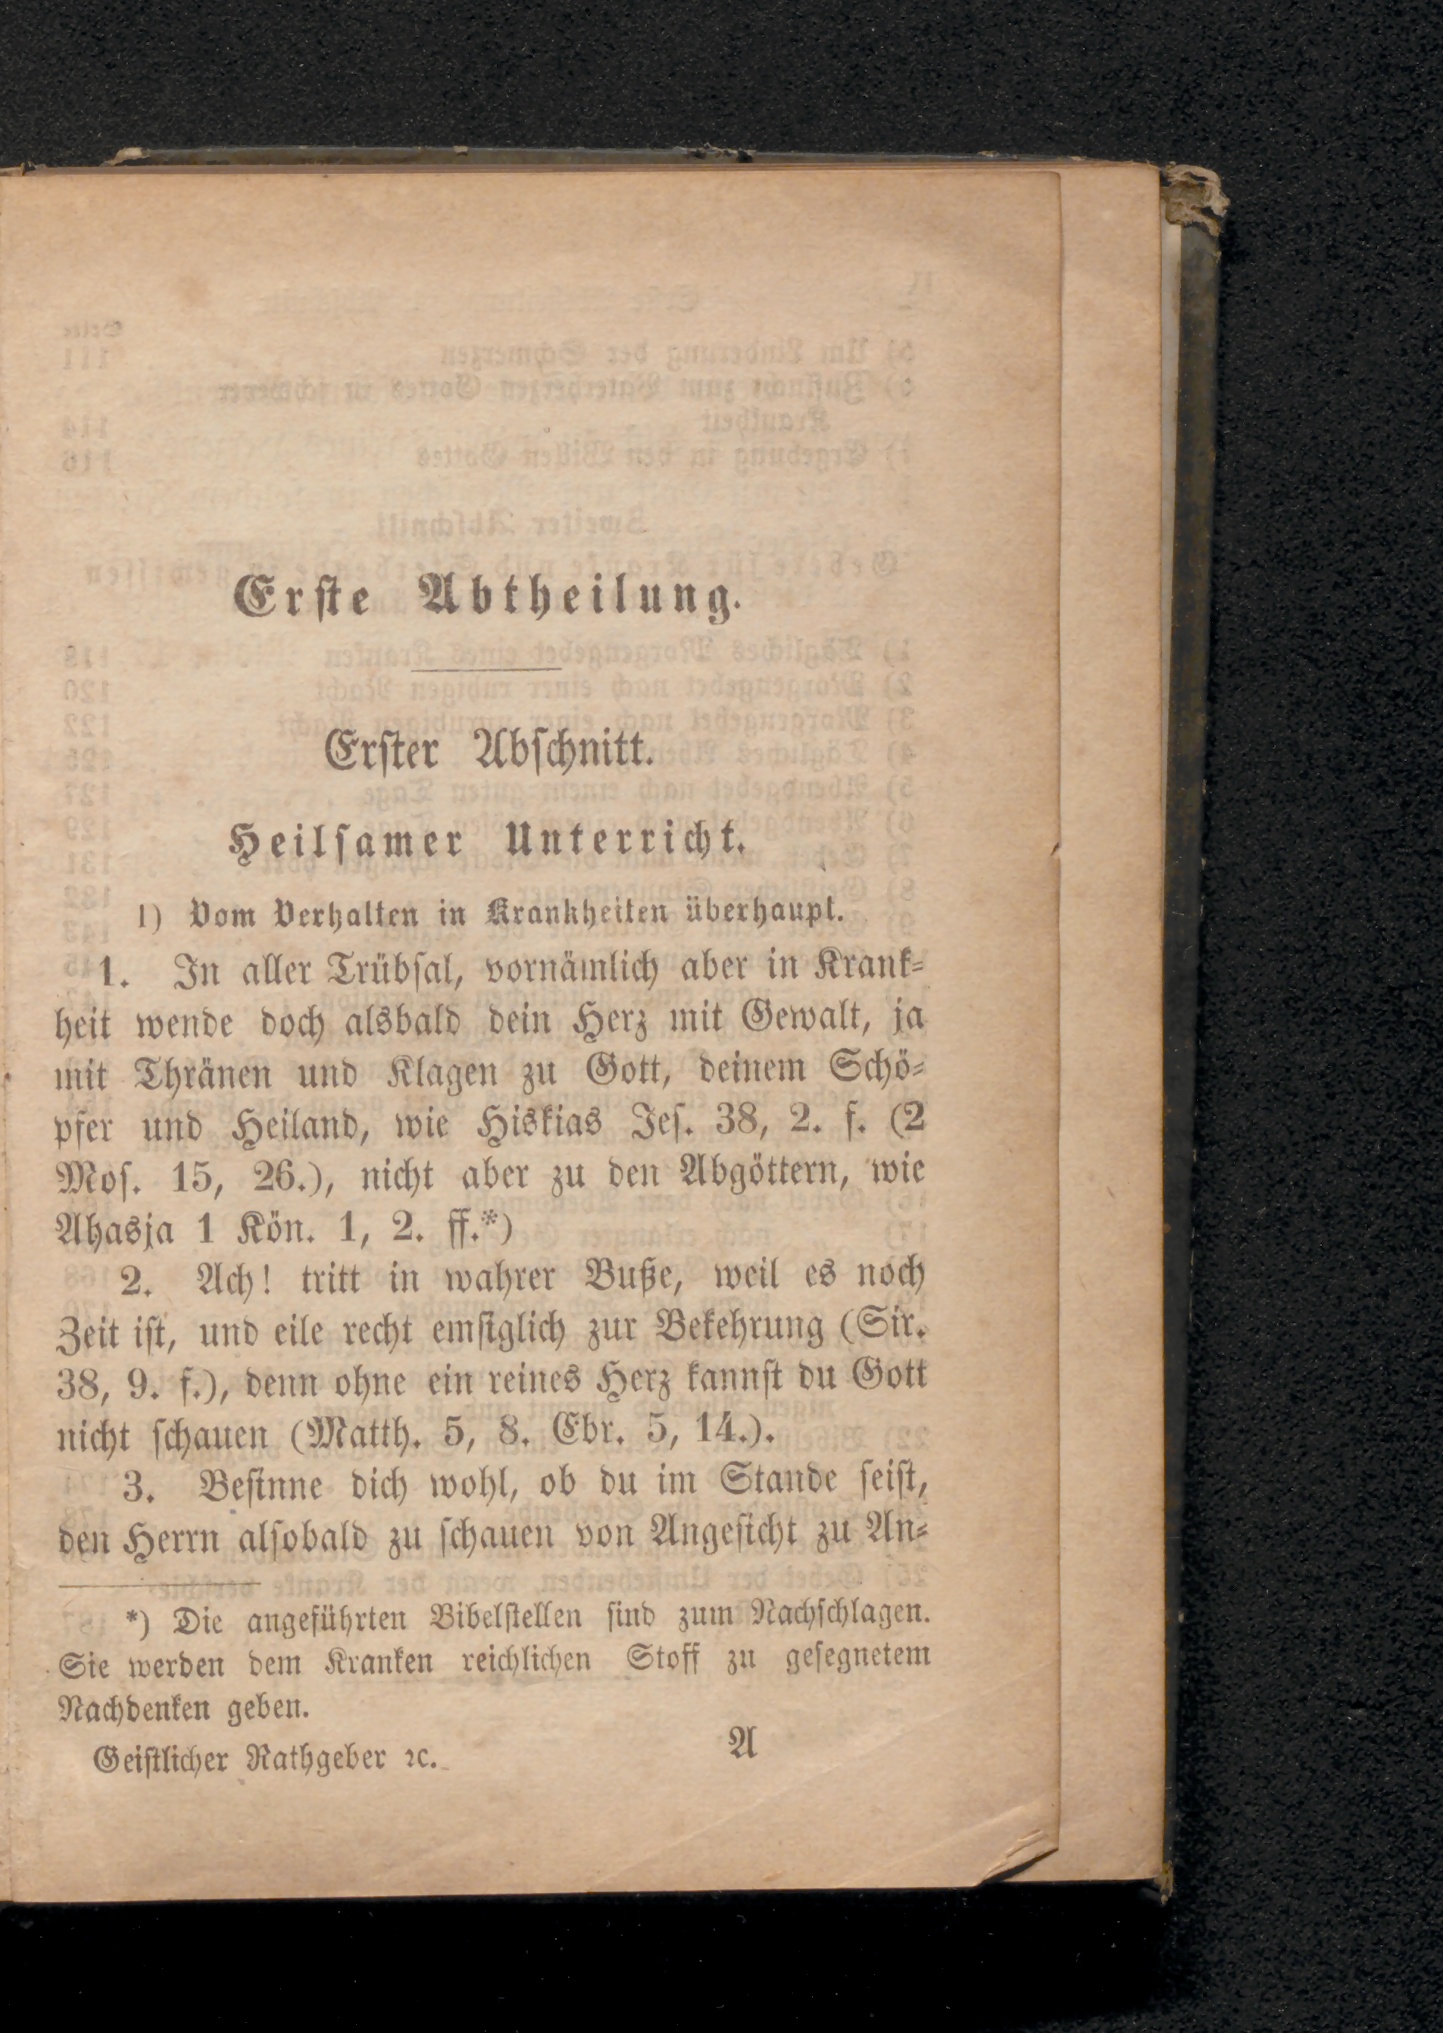 Erſte Abtheilung.
Erſter Abſchnitt.
Heilſamer Unterricht.
1) Vom Verhalten in Krankheiten überhaupt.
1. In aller Trübſal, vornämlich aber in Krank⸗
heit wende doch alsbald dein Herz mit Gewalt, ja
mit Thränen und Klagen zu Gott, deinem Schö⸗
pfer und Heiland, wie Hiskias Jeſ. 38, 2. f. (2
Moſ. 15, 26.), nicht aber zu den Abgöttern, wie
Ahasja 1 Kön. 1, 2. ff.*)
2. Ach! tritt in wahrer Buße, weil es noch
Zeit iſt, und eile recht emſiglich zur Bekehrung (Sir.
38, 9. f.), denn ohne ein reines Herz kannſt du Gott
nicht ſchauen (Matth. 5, 8. Ebr. 5, 14.).
3. Beſinne dich wohl, ob du im Stande ſeiſt,
den Herrn alſobald zu ſchauen von Angeſicht zu An⸗
*) Die angeführten Bibelſtellen ſind zum Nachſchlagen.
Sie werden dem Kranken reichlichen Stoff zu geſegnetem
Nachdenken geben.
Geiſtlicher Rathgeber ꝛc. A